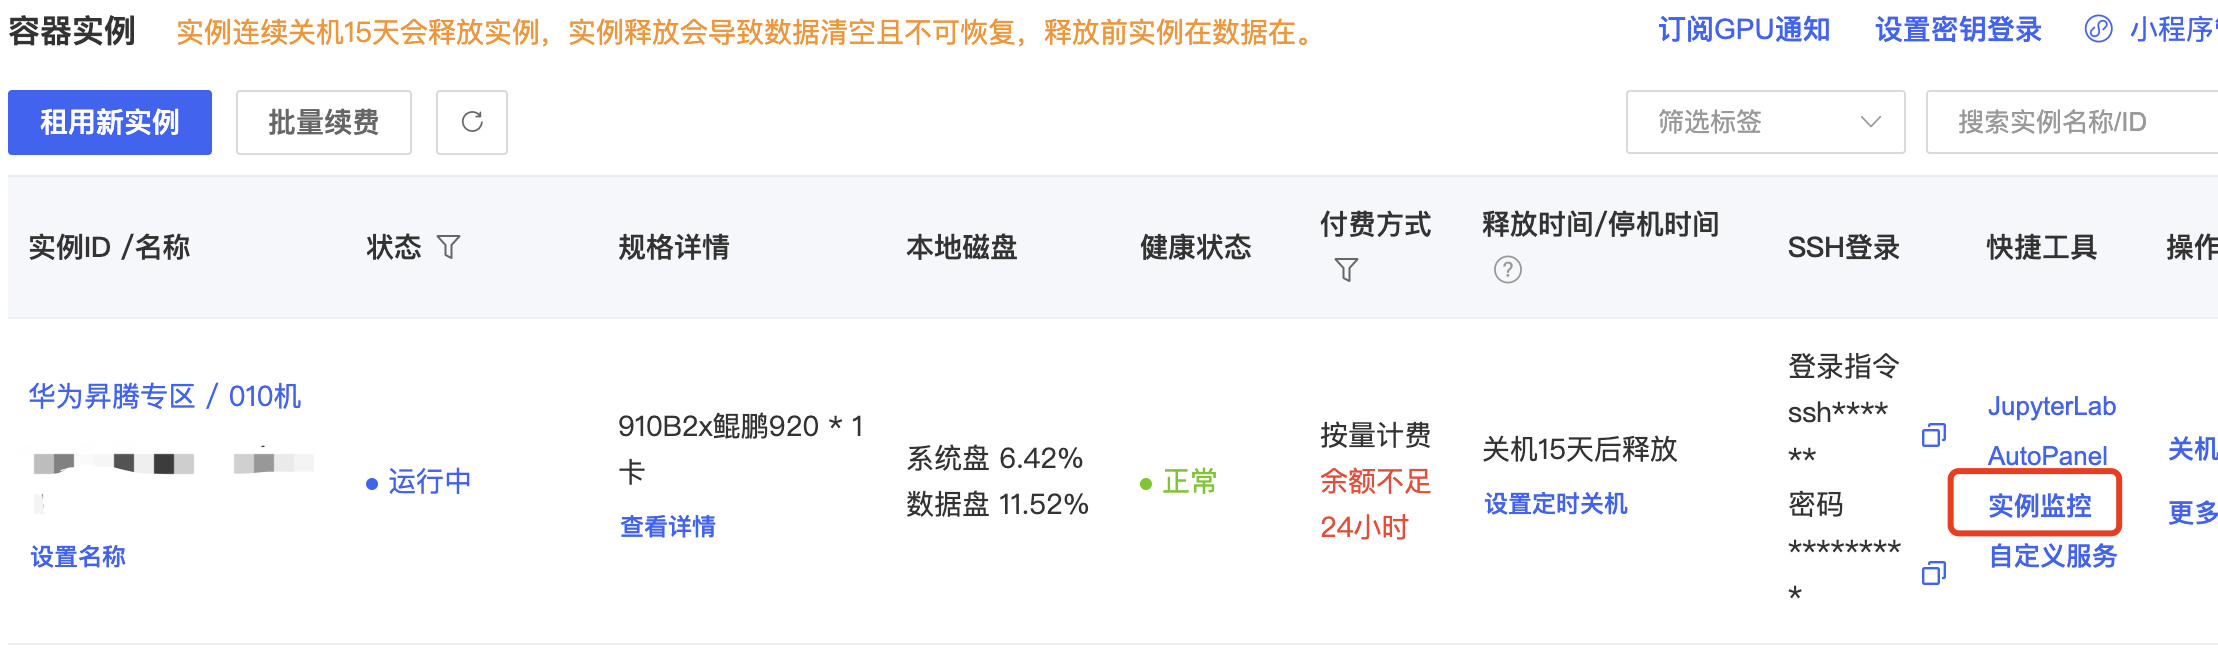 容器实例 实例连续关机15天会释放实例，实例释放会导致数据清空且不可恢复，释放前实例在数据在。 订阅GPU通知 设置密钥登录 小程序
租用新实例 批量续费 筛选标签 搜索实例名称/ID
实例ID /名称 状态 规格详情 本地磁盘 健康状态 付费方式 释放时间/停机时间 SSH登录 快捷工具 操作
华为昇腾专区 / 010机
设置名称
运行中
910B2x鲲鹏920 * 1
卡
查看详情
系统盘 6.42%
数据盘 11.52%
正常
按量计费
余额不足
24小时
关机15天后释放
设置定时关机
登录指令
ssh****
**
密码
********
*
JupyterLab
AutoPanel
实例监控
自定义服务
关机
更多